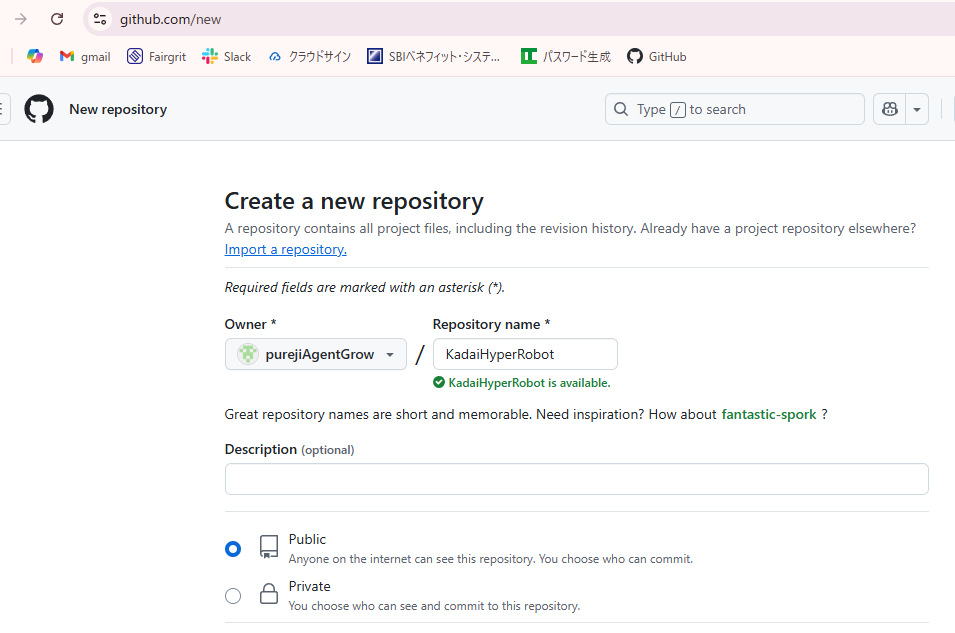 github.com/new
gmail
Fairgrit
Slack
クラウドサイン
SBIベネフィット・システ...
パスワード生成
GitHub
New repository
Type / to search
Create a new repository
A repository contains all project files, including the revision history. Already have a project repository elsewhere?
Import a repository.
Required fields are marked with an asterisk (*).
Owner *
Repository name *
purejiAgentGrow
/
KadaiHyperRobot
KadaiHyperRobot is available.
Great repository names are short and memorable. Need inspiration? How about fantastic-spork ?
Description (optional)
Public
Anyone on the internet can see this repository. You choose who can commit.
Private
You choose who can see and commit to this repository.